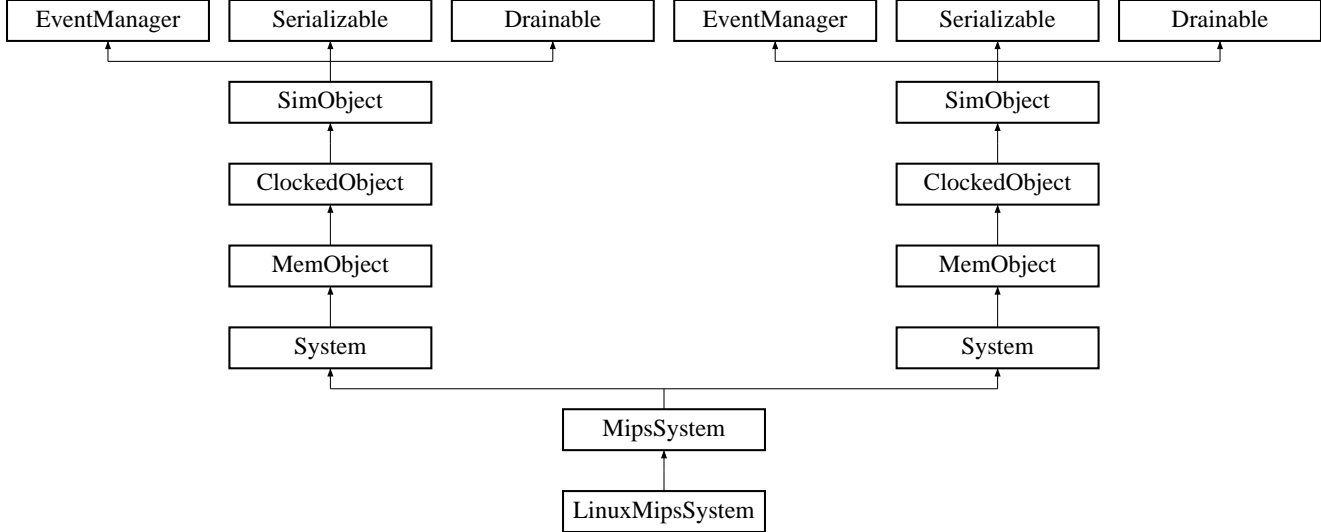 EventManager Serializable Drainable EventManager Serializable Drainable
SimObject SimObject
ClockedObject ClockedObject
MemObject MemObject
System System
MipsSystem
LinuxMipsSystem